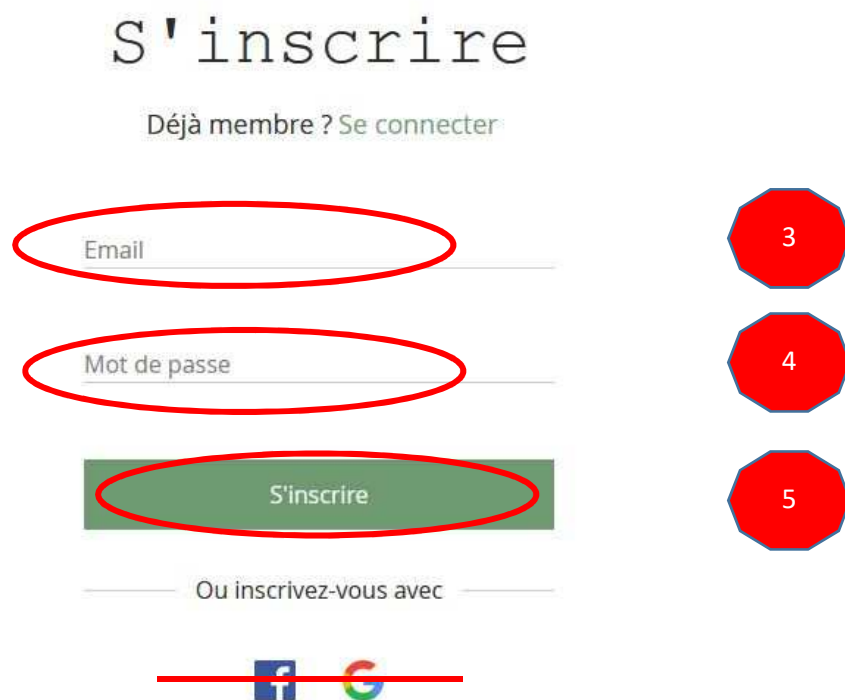 S'inscrire
Déjà membre ? Se connecter
Email
3
Mot de passe
4
S'inscrire
5
Ou inscrivez-vous avec
f G